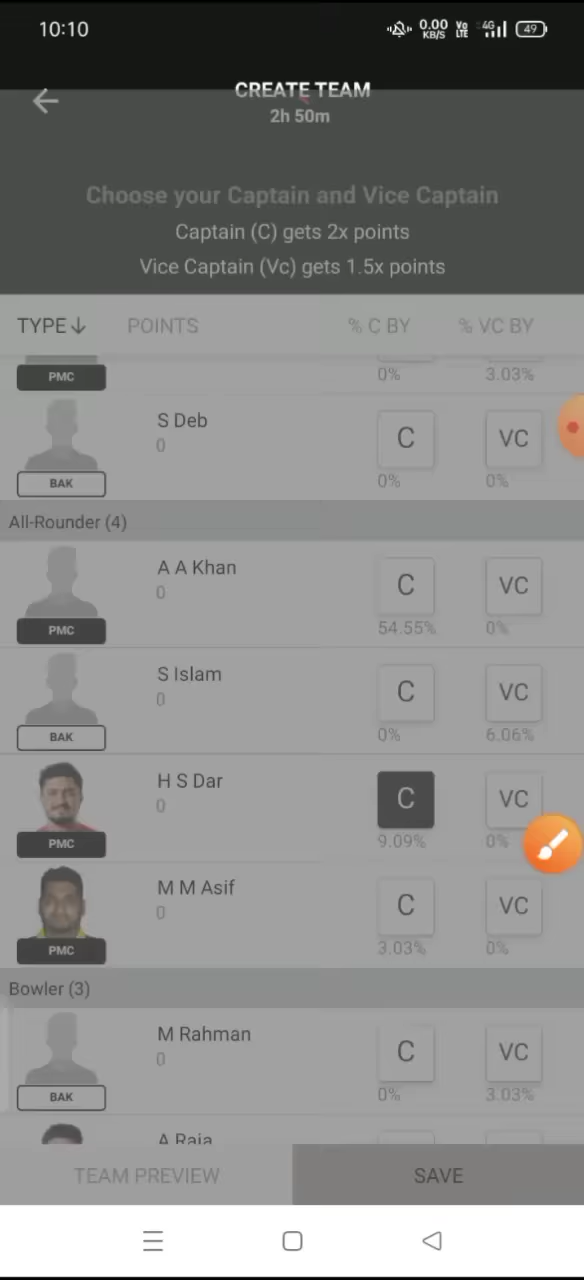 10:10
0.00 KB/S Vo LTE 4G 49
CREATE TEAM
2h 50m
Choose your Captain and Vice Captain
Captain (C) gets 2x points
Vice Captain (Vc) gets 1.5x points
TYPE↓ POINTS % C BY % VC BY
PMC 0% 3.03%
S Deb
0 C VC
BAK 0% 0%
All-Rounder (4)
A A Khan
0 C VC
PMC 54.55% 0%
S Islam
0 C VC
BAK 0% 6.06%
H S Dar
0 C VC
PMC 9.09% 0%
M M Asif
0 C VC
PMC 3.03% 0%
Bowler (3)
M Rahman
0 C VC
BAK 0% 3.03%
A Raja
TEAM PREVIEW SAVE